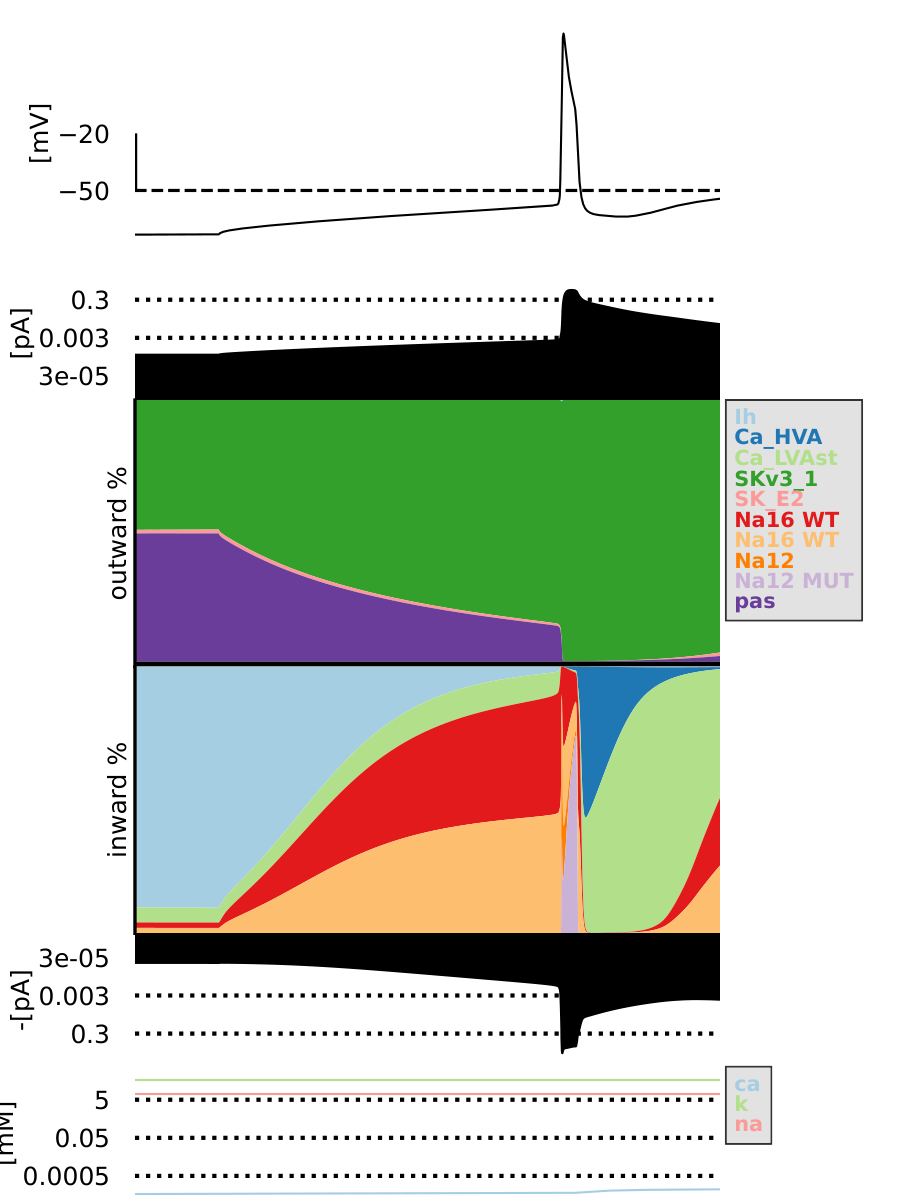 [mV]
−20
−50
[pA]
0.3
0.003
3e-05
outward %
Ih
Ca_HVA
Ca_LVAst
SKv3_1
SK_E2
Na16 WT
Na16 WT
Na12
Na12 MUT
pas
inward %
-[pA]
3e-05
0.003
0.3
[mM]
5
0.05
0.0005
ca
k
na